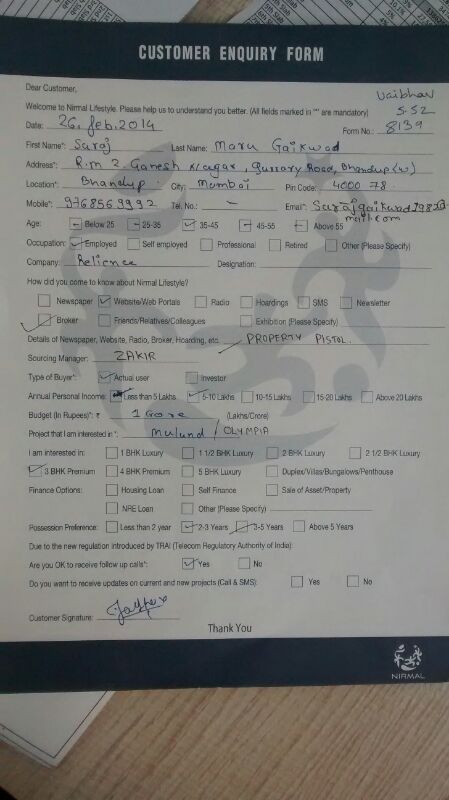 CUSTOMER ENQUIRY FORM
Dear Customer,
Vaibhav
Welcome to Nirmal Lifestyle. Please help us to understand you better. (All fields marked in "*" are mandatory)
5.52
Date: 26. feb. 2014 Form No.: 8139
First Name*: Saraj Last Name: Maru Gaikwad
Address*: R.m 2. Ganesh Nagar, Road, Bhandup (w)
Location*: Bhandup City: Mumbai Pin Code: 4000 78.
Mobile*: 9768569992 Tel. No.: – Email:
mail.com
Age: Below 25 25-35 35-45 45-55 Above 55
Occupation: Employed Self employed Professional Retired Other (Please Specify)
Company: Relience Designation:
How did you come to know about Nirmal Lifestyle?
Newspaper Website/Web Portals Radio Hoardings SMS Newsletter
Broker Friends/Relatives/Colleagues Exhibition (Please Specify)
Details of Newspaper, Website, Radio, Broker, Hoarding, etc. PROPERTY PISTOL.
Sourcing Manager: ZAKIR
Type of Buyer*: Actual user Investor
Annual Personal Income: Less than 5 Lakhs 5-10 Lakhs 10-15 Lakhs 15-20 Lakhs Above 20 Lakhs
Budget (In Rupees)*: ₹ 1 Crore (Lakhs/Crore)
Project that I am interested in*: Mulund / OLYMPIA
I am interested in: 1 BHK Luxury 1 1/2 BHK Luxury 2 BHK Luxury 2 1/2 BHK Luxury
3 BHK Premium 4 BHK Premium 5 BHK Luxury Duplex/Villas/Bungalows/Penthouse
Finance Options: Housing Loan Self Finance Sale of Asset/Property
NRE Loan Other (Please Specify)
Possession Preference: Less than 2 year 2-3 Years 3-5 Years Above 5 Years
Due to the new regulation introduced by TRAI (Telecom Regulatory Authority of India):
Are you OK to receive follow up calls*: Yes No
Do you want to receive updates on current and new projects (Call & SMS): Yes No
Customer Signature:
Thank You
NIRMAL